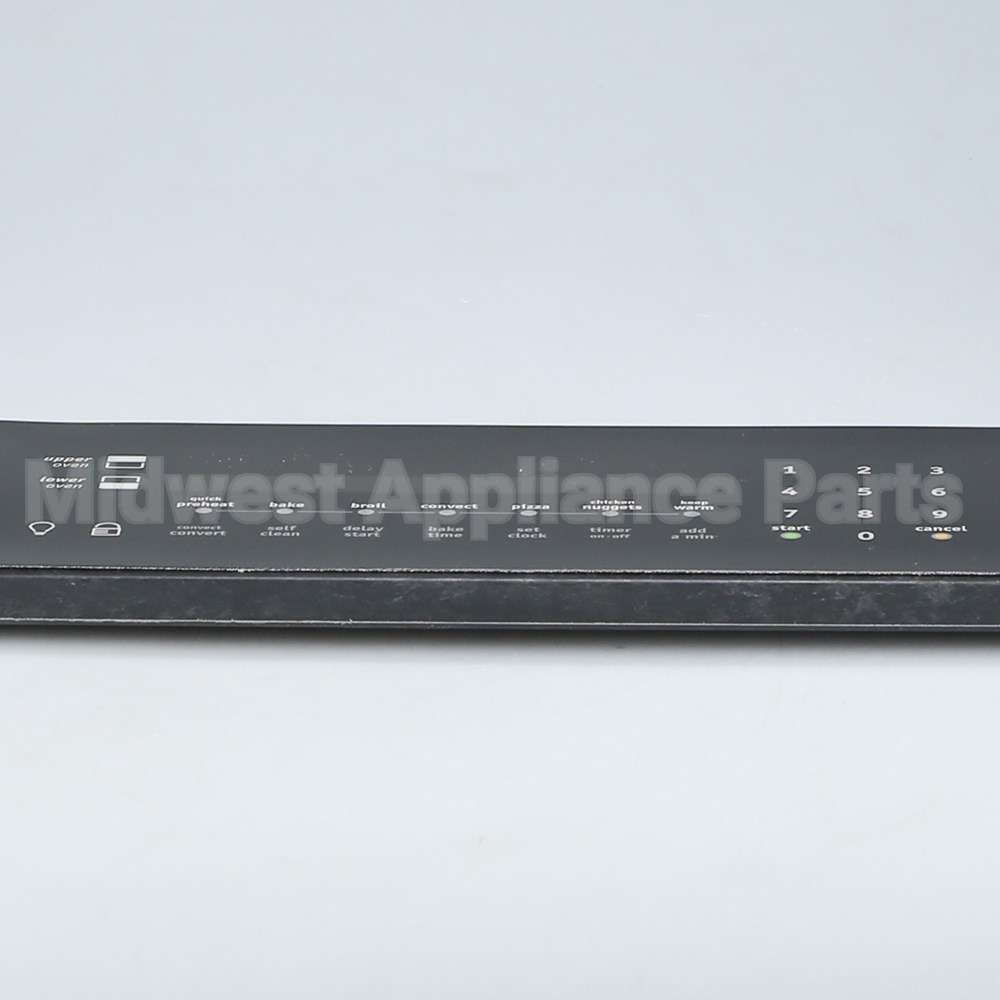 Midwest Appliance Parts
upper
oven
lower
oven
quick
preheat
bake
broil
convect
pizza
chicken
nuggets
keep
warm
convect
convert
self
clean
delay
start
bake
time
set
clock
timer
on - off
add
a min
1 2 3
4 5 6
7 8 9
start
0
cancel